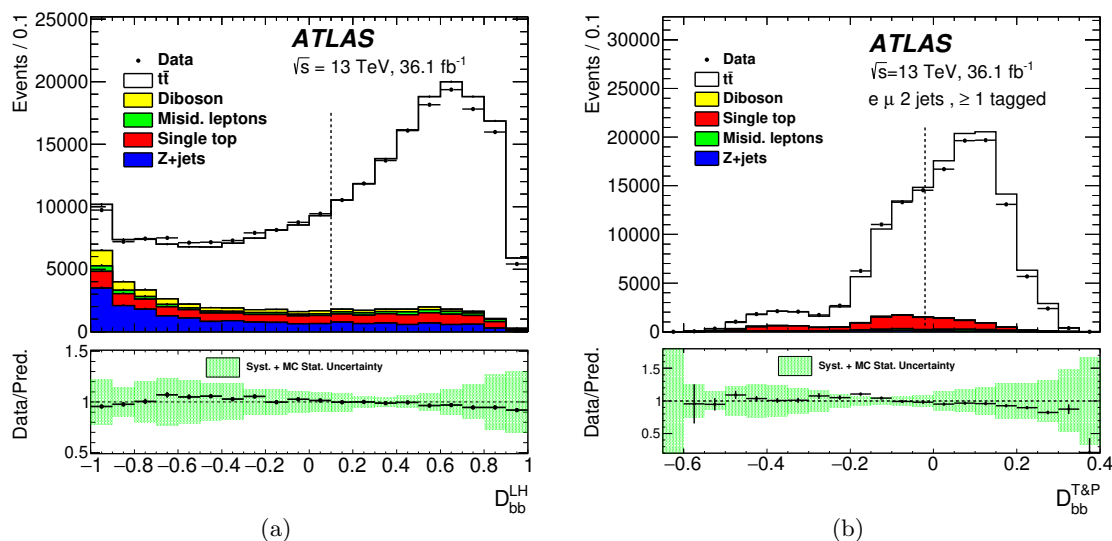 Events / 0.1
25000
20000
15000
10000
5000
0
ATLAS
√s = 13 TeV, 36.1 fb⁻¹
Data
tt̄
Diboson
Misid. leptons
Single top
Z+jets
Data/Pred.
1.5
1
0.5
Syst. + MC Stat. Uncertainty
−1 −0.8 −0.6 −0.4 −0.2 0 0.2 0.4 0.6 0.8 1
D_bb^LH
(a)
Events / 0.1
30000
25000
20000
15000
10000
5000
0
ATLAS
√s=13 TeV, 36.1 fb⁻¹
e μ 2 jets , ≥ 1 tagged
Data
tt̄
Diboson
Single top
Misid. leptons
Z+jets
Data/Pred.
1.5
1
0.5
Syst. + MC Stat. Uncertainty
−0.6 −0.4 −0.2 0 0.2 0.4
D_bb^T&P
(b)